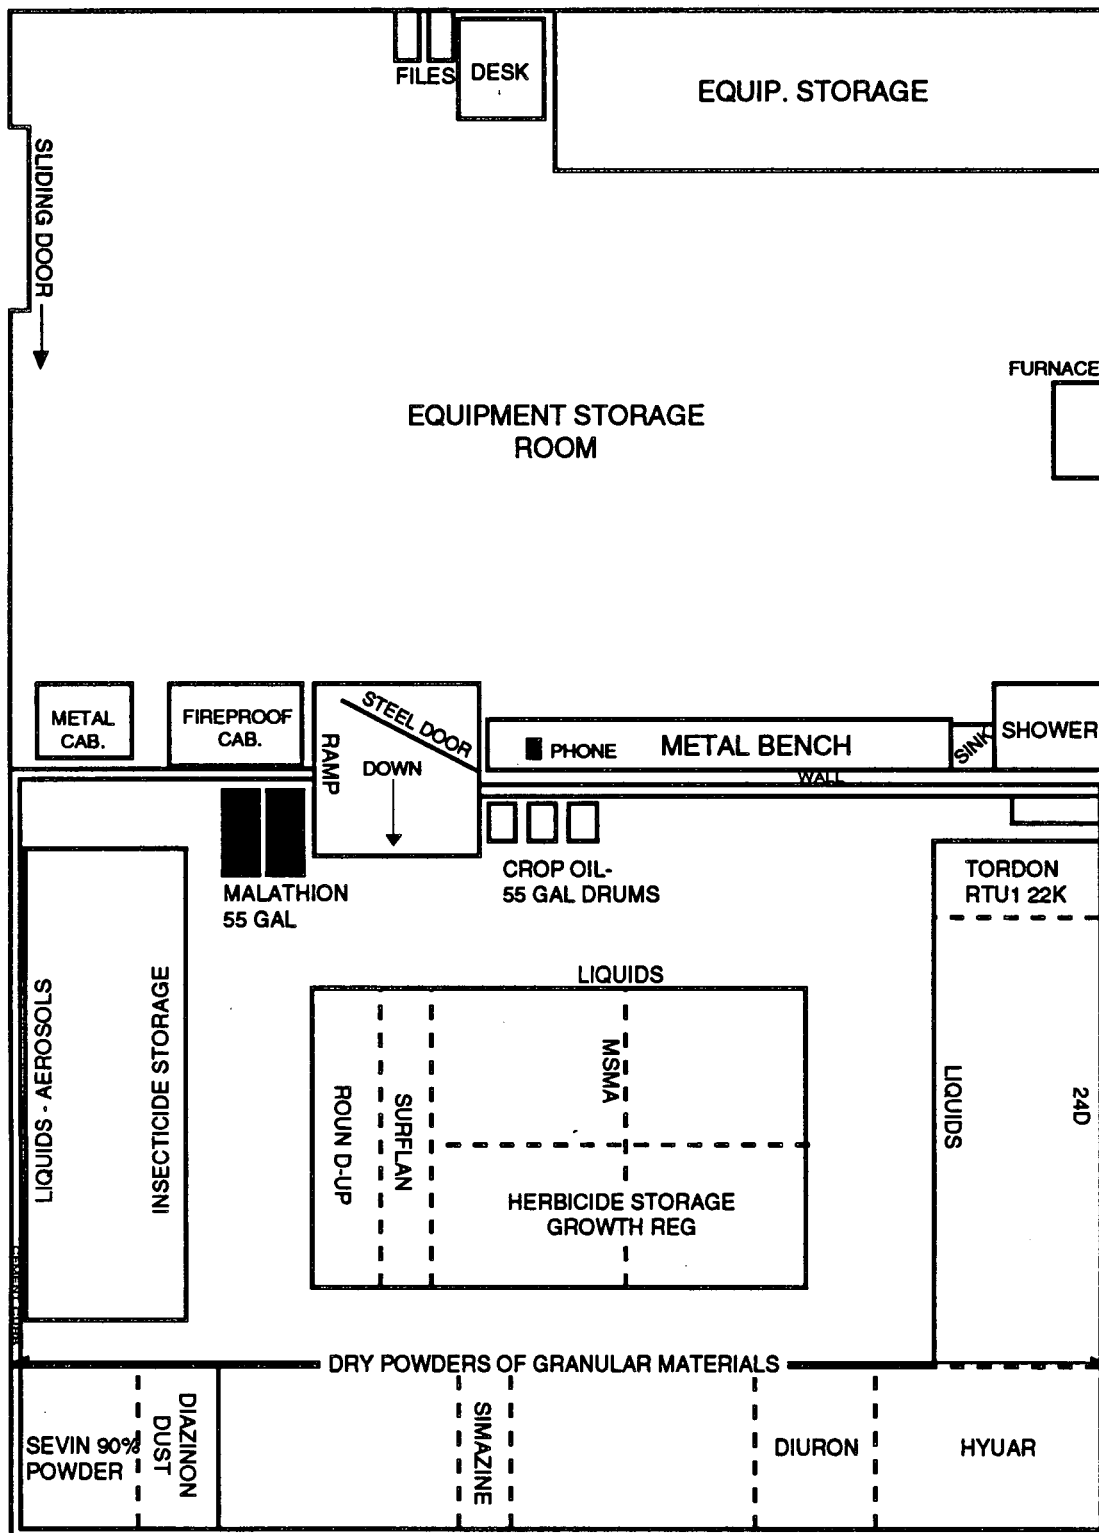 FILES
DESK
EQUIP. STORAGE
SLIDING DOOR
FURNACE
EQUIPMENT STORAGE
ROOM
METAL
CAB.
FIREPROOF
CAB.
STEEL DOOR
RAMP
DOWN
PHONE
METAL BENCH
SINK
SHOWER
WALL
MALATHION
55 GAL
CROP OIL-
55 GAL DRUMS
TORDON
RTU1 22K
LIQUIDS
LIQUIDS - AEROSOLS
INSECTICIDE STORAGE
ROUN D-UP
SURFLAN
MSMA
HERBICIDE STORAGE
GROWTH REG
LIQUIDS
24D
DRY POWDERS OF GRANULAR MATERIALS
SEVIN 90%
POWDER
DIAZINON
DUST
SIMAZINE
DIURON
HYUAR